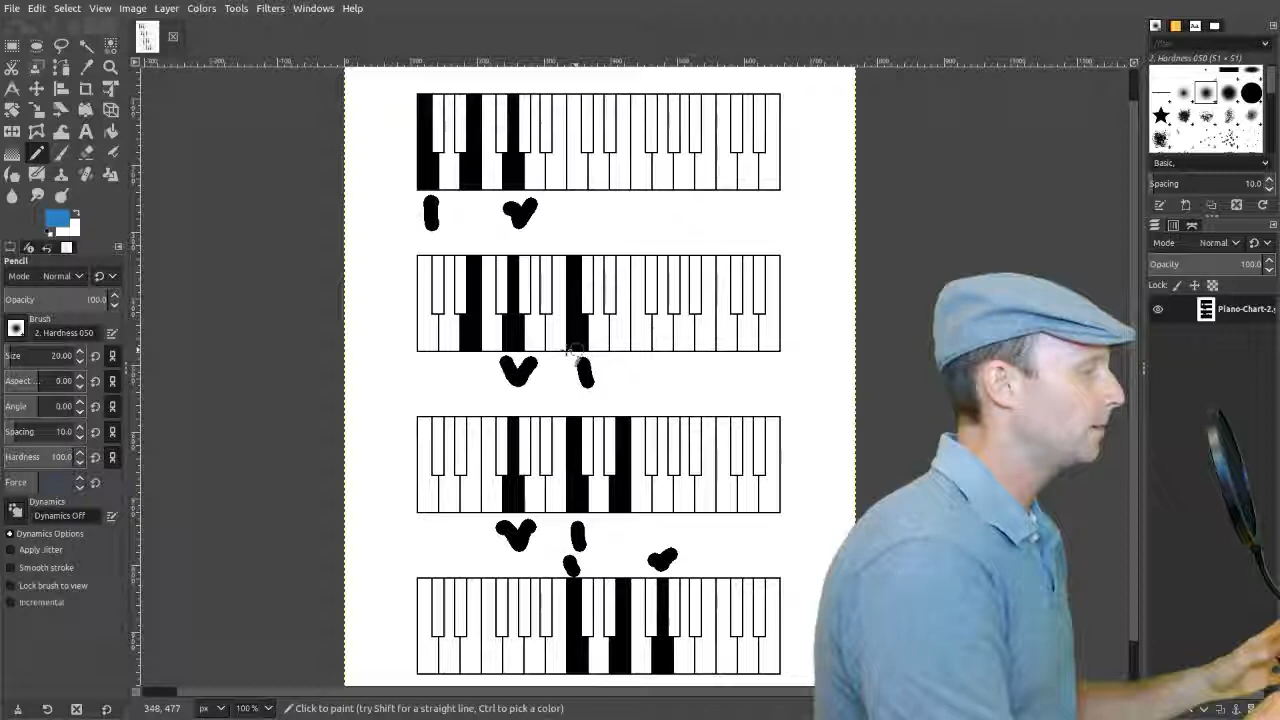 File Edit Select View Image Layer Colors Tools Filters Windows Help
filter
2. Hardness 050 (51 × 51)
Basic,
Spacing 10.0
Mode Normal
Opacity 100.0
Lock:
Piano-Chart-2.
Pencil
Mode Normal
Opacity 100.0
Brush
2. Hardness 050
Size 20.00
Aspect... 0.00
Angle 0.00
Spacing 10.0
Hardness 100.0
Force
Dynamics
Dynamics Off
Dynamics Options
Apply Jitter
Smooth stroke
Lock brush to view
Incremental
I V
V I
V I
I V
348, 477 px 100 % Click to paint (try Shift for a straight line, Ctrl to pick a color)